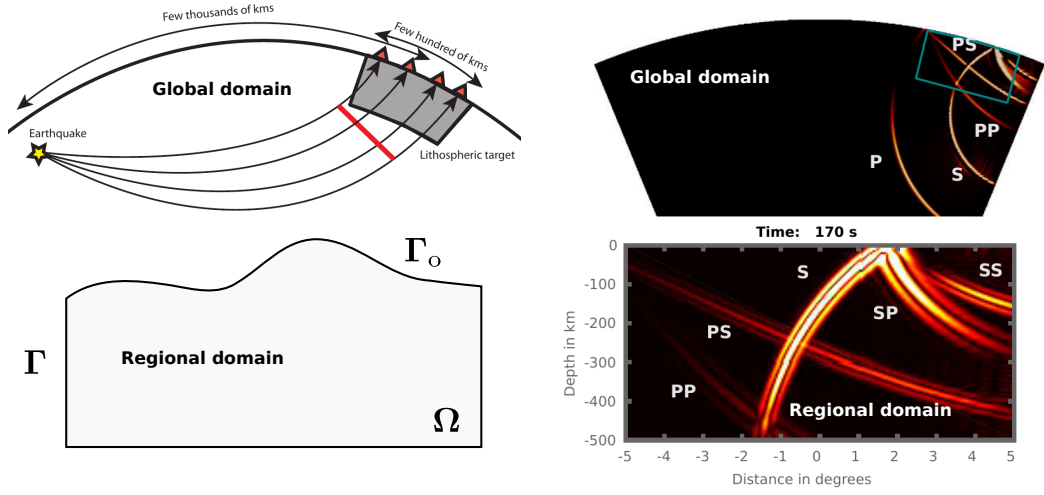 Few thousands of kms
Few hundred of kms
Global domain
Earthquake
Lithospheric target
Global domain
PS
PP
P
S
Γ
Γ_O
Regional domain
Ω
Time: 170 s
0
-100
-200
-300
-400
-500
Depth in km
S
SS
SP
PS
PP
Regional domain
-5 -4 -3 -2 -1 0 1 2 3 4 5
Distance in degrees